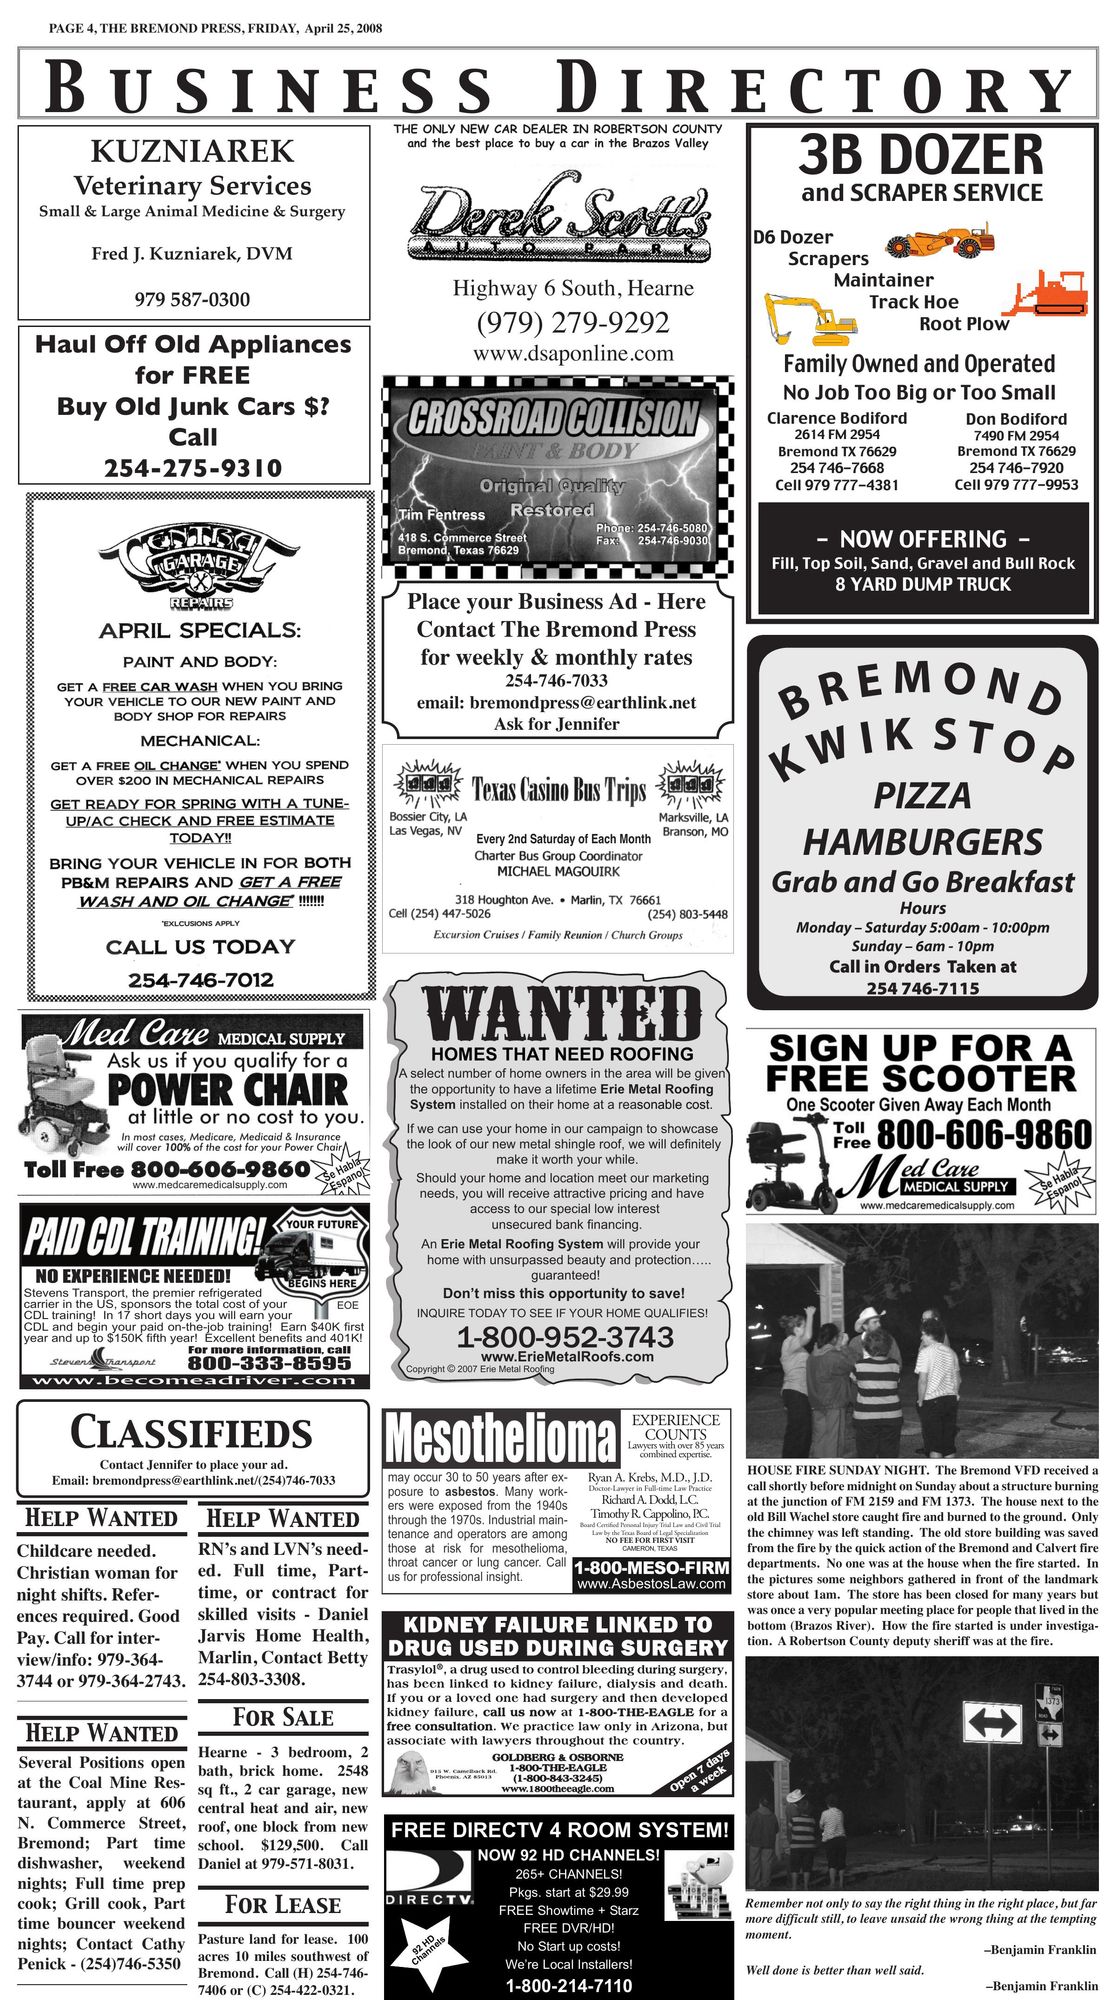 PAGE 4, THE BREMOND PRESS, FRIDAY, April 25, 2008
BUSINESS DIRECTORY
KUZNIAREK
Veterinary Services
Small & Large Animal Medicine & Surgery
Fred J. Kuzniarek, DVM
979 587-0300
Haul Off Old Appliances
for FREE
Buy Old Junk Cars $?
Call
254-275-9310
CENTRAL
GARAGE
REPAIRS
APRIL SPECIALS:
PAINT AND BODY:
GET A FREE CAR WASH WHEN YOU BRING
YOUR VEHICLE TO OUR NEW PAINT AND
BODY SHOP FOR REPAIRS
MECHANICAL:
GET A FREE OIL CHANGE* WHEN YOU SPEND
OVER $200 IN MECHANICAL REPAIRS
GET READY FOR SPRING WITH A TUNE-
UP/AC CHECK AND FREE ESTIMATE
TODAY!!
BRING YOUR VEHICLE IN FOR BOTH
PB&M REPAIRS AND GET A FREE
WASH AND OIL CHANGE* !!!!!!!
*EXLCUSIONS APPLY
CALL US TODAY
254-746-7012
Med Care MEDICAL SUPPLY
Ask us if you qualify for a
POWER CHAIR
at little or no cost to you.
In most cases, Medicare, Medicaid & Insurance
will cover 100% of the cost for your Power Chair
Toll Free 800-606-9860
www.medcaremedicalsupply.com
Se Habla
Espanol
PAID CDL TRAINING!
YOUR FUTURE
BEGINS HERE
NO EXPERIENCE NEEDED!
Stevens Transport, the premier refrigerated
carrier in the US, sponsors the total cost of your
CDL training! In 17 short days you will earn your
EOE
CDL and begin your paid on-the-job training! Earn $40K first
year and up to $150K fifth year! Excellent benefits and 401K!
Stevens Transport
For more information, call
800-333-8595
www.becomeadriver.com
CLASSIFIEDS
Contact Jennifer to place your ad.
Email: bremondpress@earthlink.net/(254)746-7033
HELP WANTED
Childcare needed.
Christian woman for
night shifts. Refer-
ences required. Good
Pay. Call for inter-
view/info: 979-364-
3744 or 979-364-2743.
HELP WANTED
Several Positions open
at the Coal Mine Res-
taurant, apply at 606
N. Commerce Street,
Bremond; Part time
dishwasher, weekend
nights; Full time prep
cook; Grill cook, Part
time bouncer weekend
nights; Contact Cathy
Penick - (254)746-5350
HELP WANTED
RN's and LVN's need-
ed. Full time, Part-
time, or contract for
skilled visits - Daniel
Jarvis Home Health,
Marlin, Contact Betty
254-803-3308.
FOR SALE
Hearne - 3 bedroom, 2
bath, brick home. 2548
sq ft., 2 car garage, new
central heat and air, new
roof, one block from new
school. $129,500. Call
Daniel at 979-571-8031.
FOR LEASE
Pasture land for lease. 100
acres 10 miles southwest of
Bremond. Call (H) 254-746-
7406 or (C) 254-422-0321.
THE ONLY NEW CAR DEALER IN ROBERTSON COUNTY
and the best place to buy a car in the Brazos Valley
Derek Scott's
AUTO PARK
Highway 6 South, Hearne
(979) 279-9292
www.dsaponline.com
CROSSROAD COLLISION
PAINT & BODY
Original Quality
Restored
Tim Fentress
418 S. Commerce Street
Bremond, Texas 76629
Phone: 254-746-5080
Fax: 254-746-9030
Place your Business Ad - Here
Contact The Bremond Press
for weekly & monthly rates
254-746-7033
email: bremondpress@earthlink.net
Ask for Jennifer
Texas Casino Bus Trips
Bossier City, LA
Las Vegas, NV
Marksville, LA
Branson, MO
Every 2nd Saturday of Each Month
Charter Bus Group Coordinator
MICHAEL MAGOUIRK
318 Houghton Ave. • Marlin, TX 76661
Cell (254) 447-5026
(254) 803-5448
Excursion Cruises / Family Reunion / Church Groups
WANTED
HOMES THAT NEED ROOFING
A select number of home owners in the area will be given
the opportunity to have a lifetime Erie Metal Roofing
System installed on their home at a reasonable cost.
If we can use your home in our campaign to showcase
the look of our new metal shingle roof, we will definitely
make it worth your while.
Should your home and location meet our marketing
needs, you will receive attractive pricing and have
access to our special low interest
unsecured bank financing.
An Erie Metal Roofing System will provide your
home with unsurpassed beauty and protection.....
guaranteed!
Don't miss this opportunity to save!
INQUIRE TODAY TO SEE IF YOUR HOME QUALIFIES!
1-800-952-3743
www.ErieMetalRoofs.com
Copyright © 2007 Erie Metal Roofing
Mesothelioma
may occur 30 to 50 years after ex-
posure to asbestos. Many work-
ers were exposed from the 1940s
through the 1970s. Industrial main-
tenance and operators are among
those at risk for mesothelioma,
throat cancer or lung cancer. Call
us for professional insight.
EXPERIENCE
COUNTS
Lawyers with over 85 years
combined expertise.
Ryan A. Krebs, M.D., J.D.
Doctor-Lawyer in Full-time Law Practice
Richard A. Dodd, L.C.
Timothy R. Cappolino, P.C.
Board Certified Personal Injury Trial Law and Civil Trial
Law by the Texas Board of Legal Specialization
NO FEE FOR FIRST VISIT
CAMERON, TEXAS
1-800-MESO-FIRM
www.AsbestosLaw.com
KIDNEY FAILURE LINKED TO
DRUG USED DURING SURGERY
Trasylol®, a drug used to control bleeding during surgery,
has been linked to kidney failure, dialysis and death.
If you or a loved one had surgery and then developed
kidney failure, call us now at 1-800-THE-EAGLE for a
free consultation. We practice law only in Arizona, but
associate with lawyers throughout the country.
GOLDBERG & OSBORNE
915 W. Camelback Rd.
Phoenix, AZ 85013
1-800-THE-EAGLE
(1-800-843-3245)
www.1800theeagle.com
Open 7 days
a week
FREE DIRECTV 4 ROOM SYSTEM!
DIRECTV
92 HD
Channels
NOW 92 HD CHANNELS!
265+ CHANNELS!
Pkgs. start at $29.99
FREE Showtime + Starz
FREE DVR/HD!
No Start up costs!
We're Local Installers!
1-800-214-7110
3B DOZER
and SCRAPER SERVICE
D6 Dozer
Scrapers
Maintainer
Track Hoe
Root Plow
Family Owned and Operated
No Job Too Big or Too Small
Clarence Bodiford
2614 FM 2954
Bremond TX 76629
254 746-7668
Cell 979 777-4381
Don Bodiford
7490 FM 2954
Bremond TX 76629
254 746-7920
Cell 979 777-9953
- NOW OFFERING -
Fill, Top Soil, Sand, Gravel and Bull Rock
8 YARD DUMP TRUCK
BREMOND
KWIK STOP
PIZZA
HAMBURGERS
Grab and Go Breakfast
Hours
Monday – Saturday 5:00am - 10:00pm
Sunday – 6am - 10pm
Call in Orders Taken at
254 746-7115
SIGN UP FOR A
FREE SCOOTER
One Scooter Given Away Each Month
Toll
Free 800-606-9860
Med Care
MEDICAL SUPPLY
www.medcaremedicalsupply.com
Se Habla
Espanol
HOUSE FIRE SUNDAY NIGHT. The Bremond VFD received a
call shortly before midnight on Sunday about a structure burning
at the junction of FM 2159 and FM 1373. The house next to the
old Bill Wachel store caught fire and burned to the ground. Only
the chimney was left standing. The old store building was saved
from the fire by the quick action of the Bremond and Calvert fire
departments. No one was at the house when the fire started. In
the pictures some neighbors gathered in front of the landmark
store about 1am. The store has been closed for many years but
was once a very popular meeting place for people that lived in the
bottom (Brazos River). How the fire started is under investiga-
tion. A Robertson County deputy sheriff was at the fire.
1373
Remember not only to say the right thing in the right place, but far
more difficult still, to leave unsaid the wrong thing at the tempting
moment.
–Benjamin Franklin
Well done is better than well said.
–Benjamin Franklin